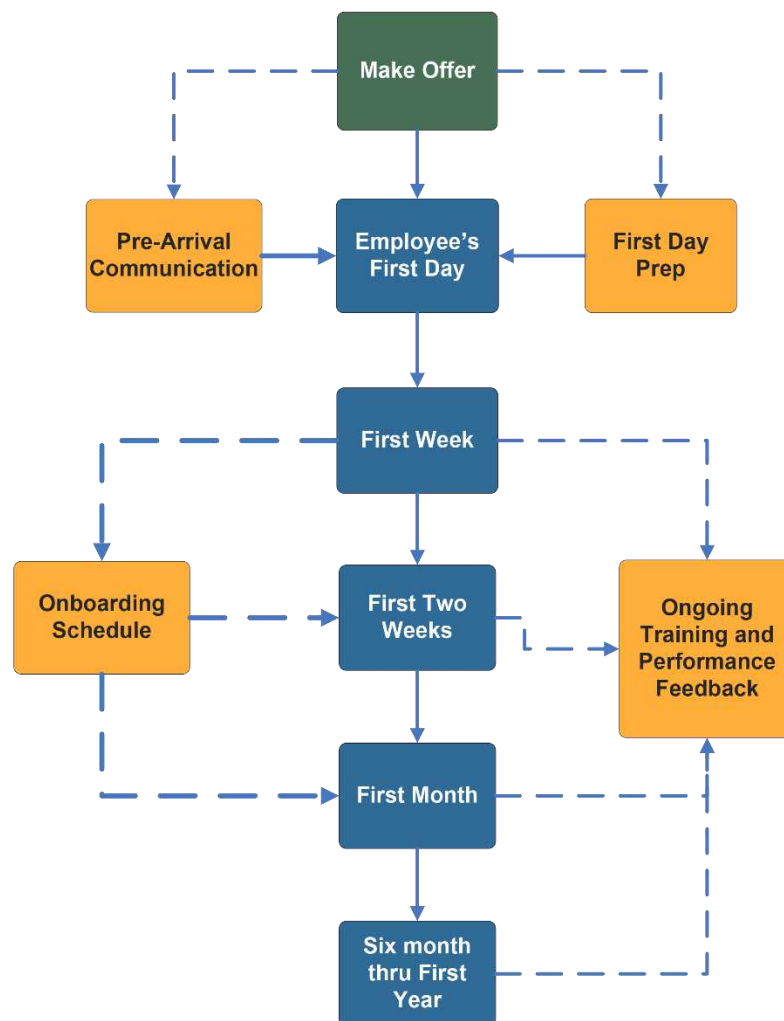 Make Offer
Pre-Arrival
Communication
Employee’s
First Day
First Day
Prep
First Week
Onboarding
Schedule
First Two
Weeks
Ongoing
Training and
Performance
Feedback
First Month
Six month
thru First
Year